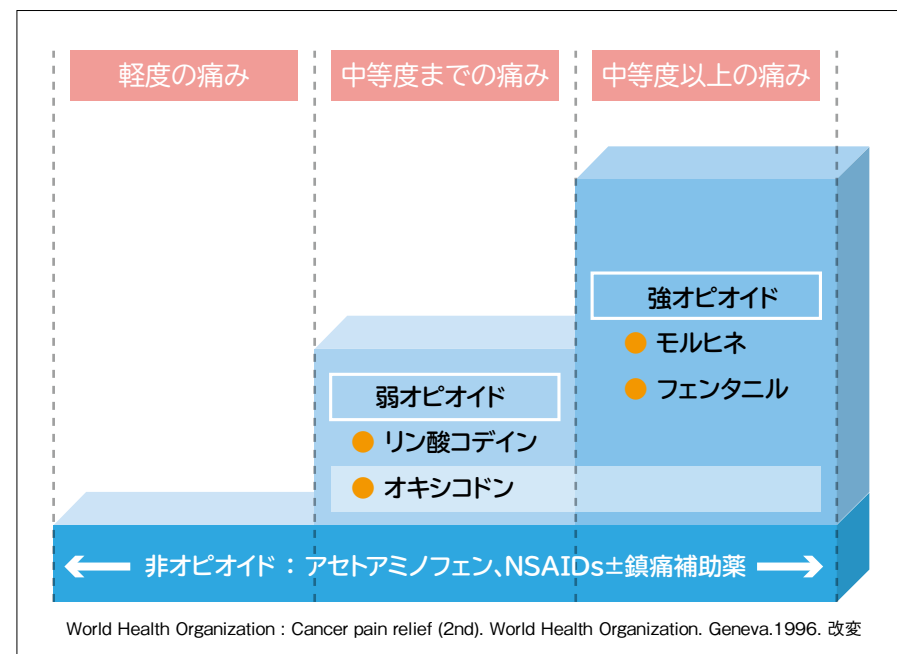 軽度の痛み
中等度までの痛み
中等度以上の痛み
強オピオイド
モルヒネ
フェンタニル
弱オピオイド
リン酸コデイン
オキシコドン
非オピオイド：アセトアミノフェン、NSAIDs±鎮痛補助薬
World Health Organization : Cancer pain relief (2nd). World Health Organization. Geneva.1996. 改変